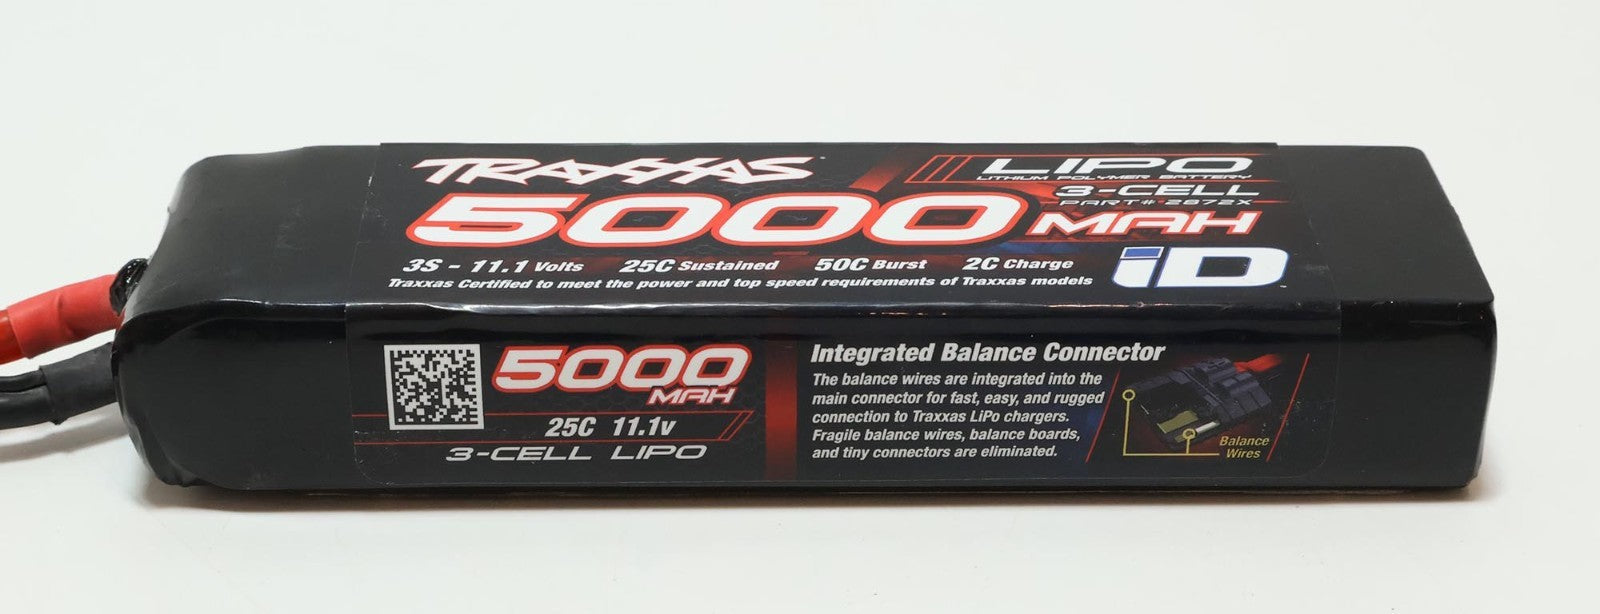 TRAXXAS
LIPO
LITHIUM POLYMER BATTERY
3-CELL
PART# 2872X
5000 MAH
iD
3S - 11.1 Volts 25C Sustained 50C Burst 2C Charge
Traxxas Certified to meet the power and top speed requirements of Traxxas models
5000
MAH
25C 11.1v
3-CELL LIPO
Integrated Balance Connector
The balance wires are integrated into the
main connector for fast, easy, and rugged
connection to Traxxas LiPo chargers.
Fragile balance wires, balance boards,
and tiny connectors are eliminated.
Balance
Wires